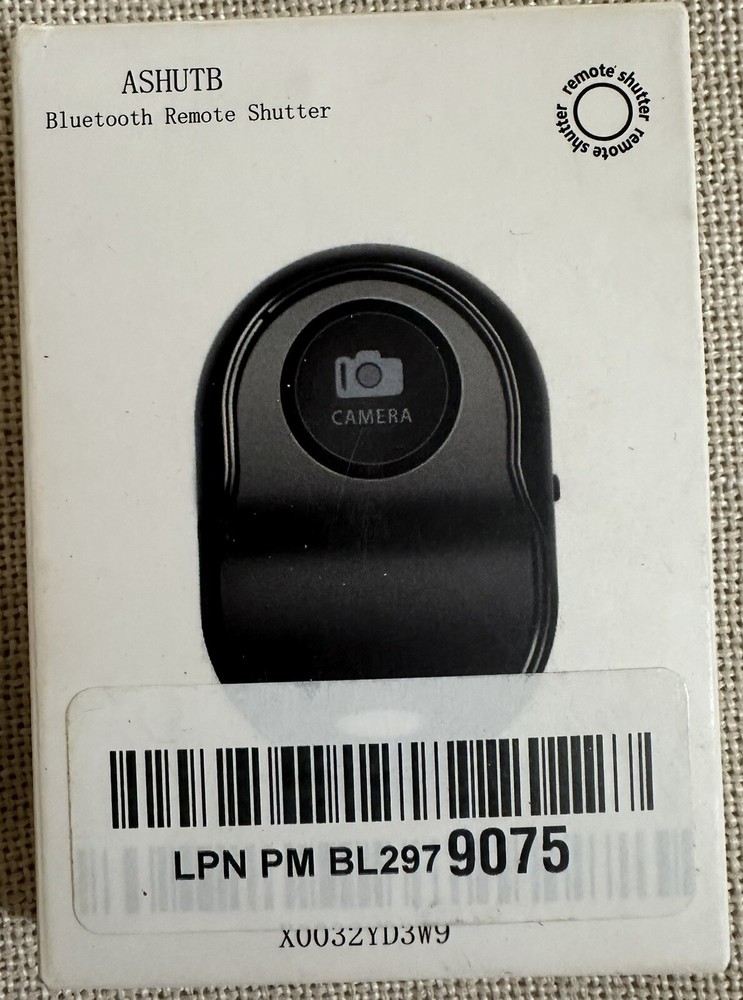 ASHUTB
Bluetooth Remote Shutter
remote shutter remote shutter
CAMERA
LPN PM BL297 9075
X0032YD3W9